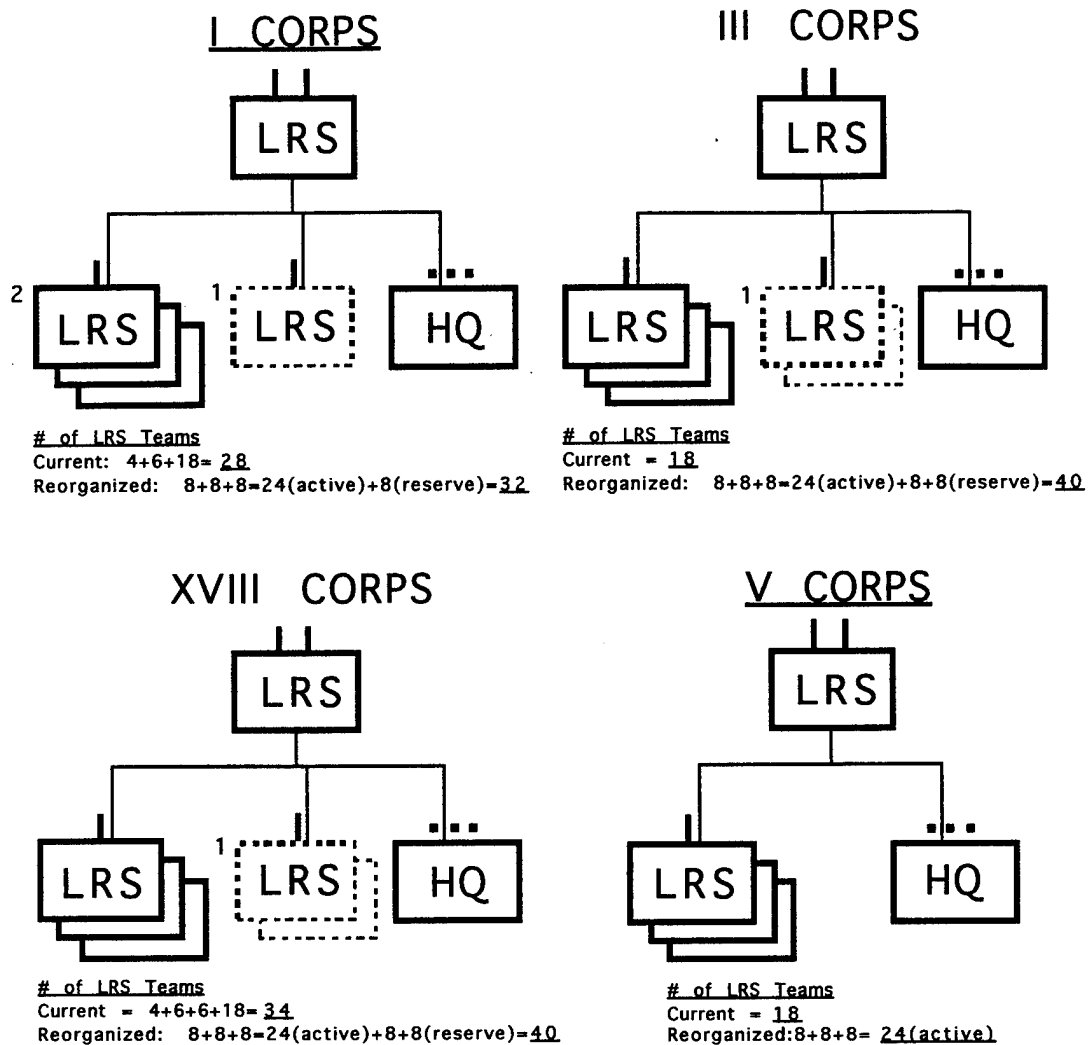 I CORPS
LRS
2
LRS
1
LRS
HQ
# of LRS Teams
Current: 4+6+18= 28
Reorganized: 8+8+8=24(active)+8(reserve)=32
III CORPS
LRS
LRS
1
LRS
HQ
# of LRS Teams
Current = 18
Reorganized: 8+8+8=24(active)+8+8(reserve)=40
XVIII CORPS
LRS
LRS
1
LRS
HQ
# of LRS Teams
Current = 4+6+6+18= 34
Reorganized: 8+8+8=24(active)+8+8(reserve)=40
V CORPS
LRS
LRS
HQ
# of LRS Teams
Current = 18
Reorganized:8+8+8= 24(active)